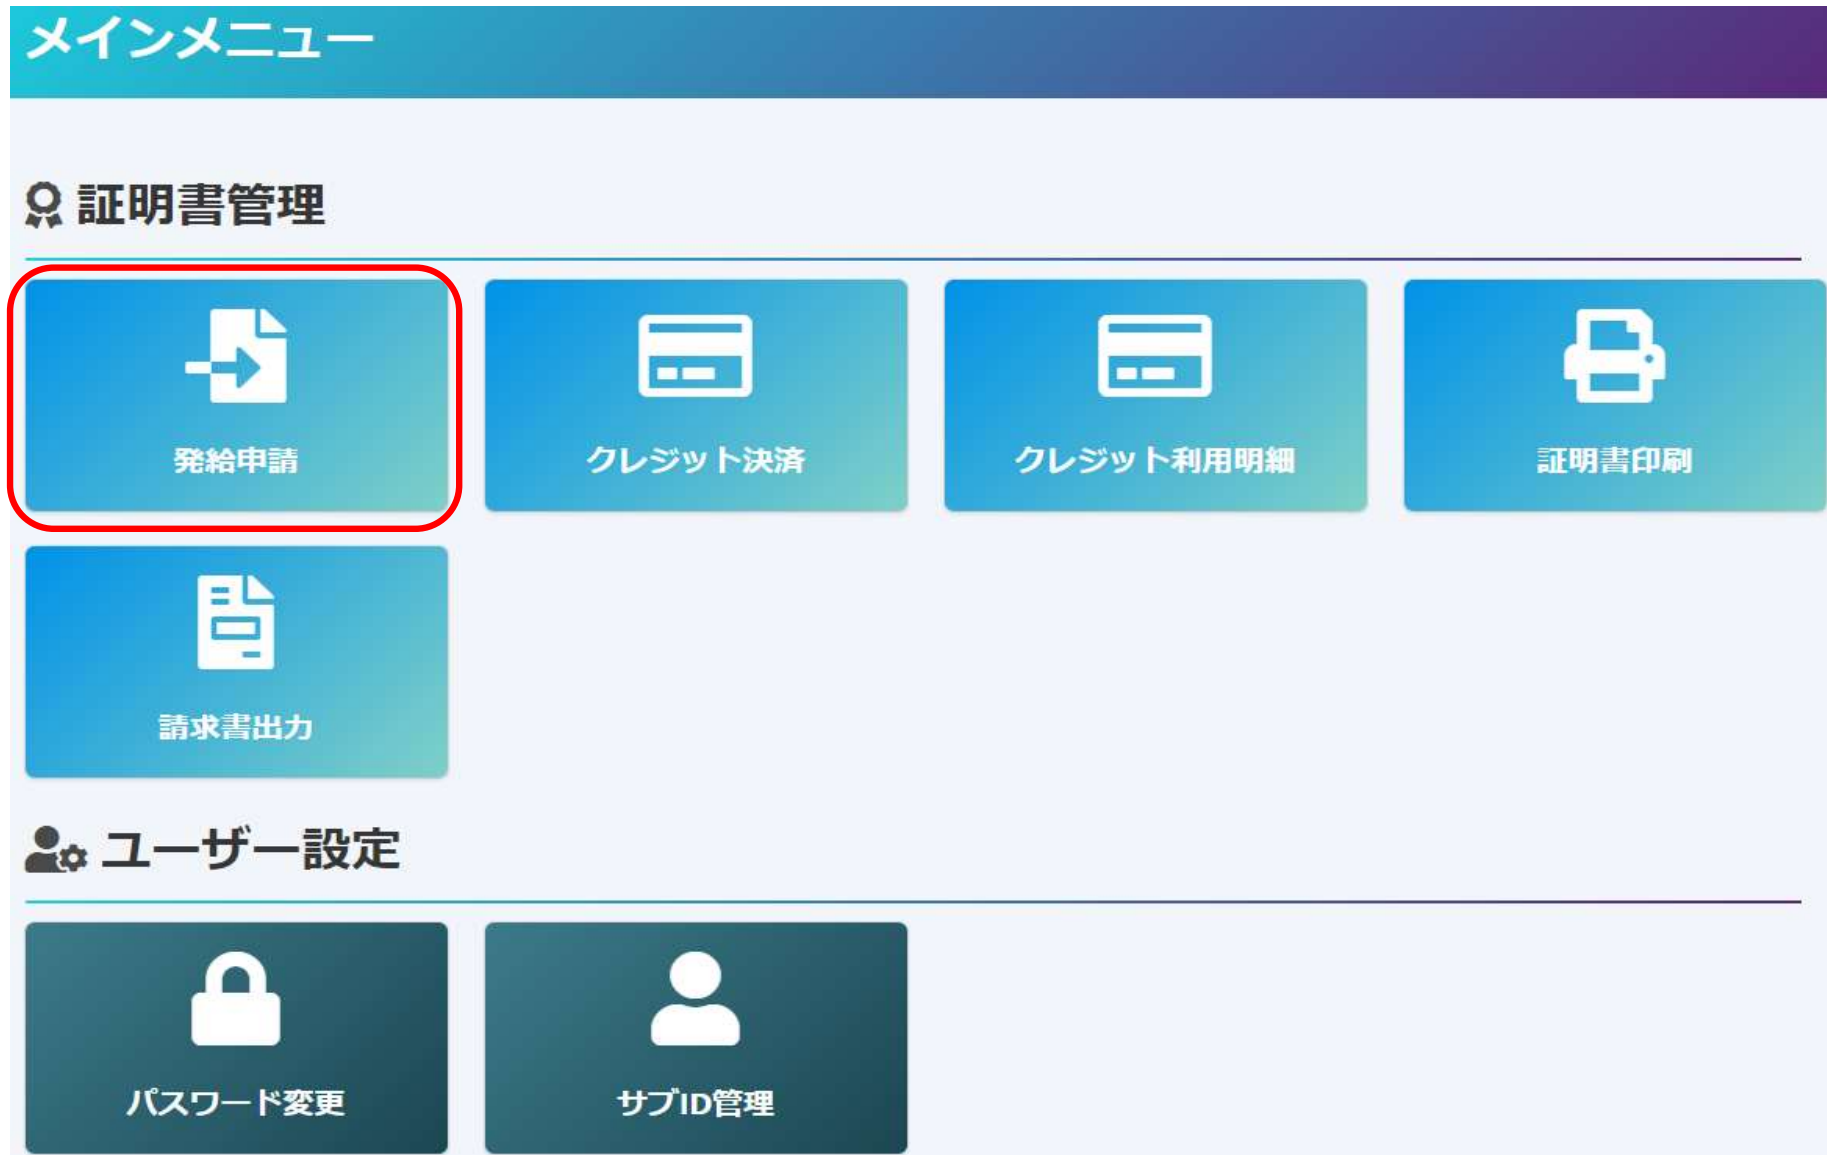 メインメニュー
証明書管理
発給申請
クレジット決済
クレジット利用明細
証明書印刷
請求書出力
ユーザー設定
パスワード変更
サブID管理